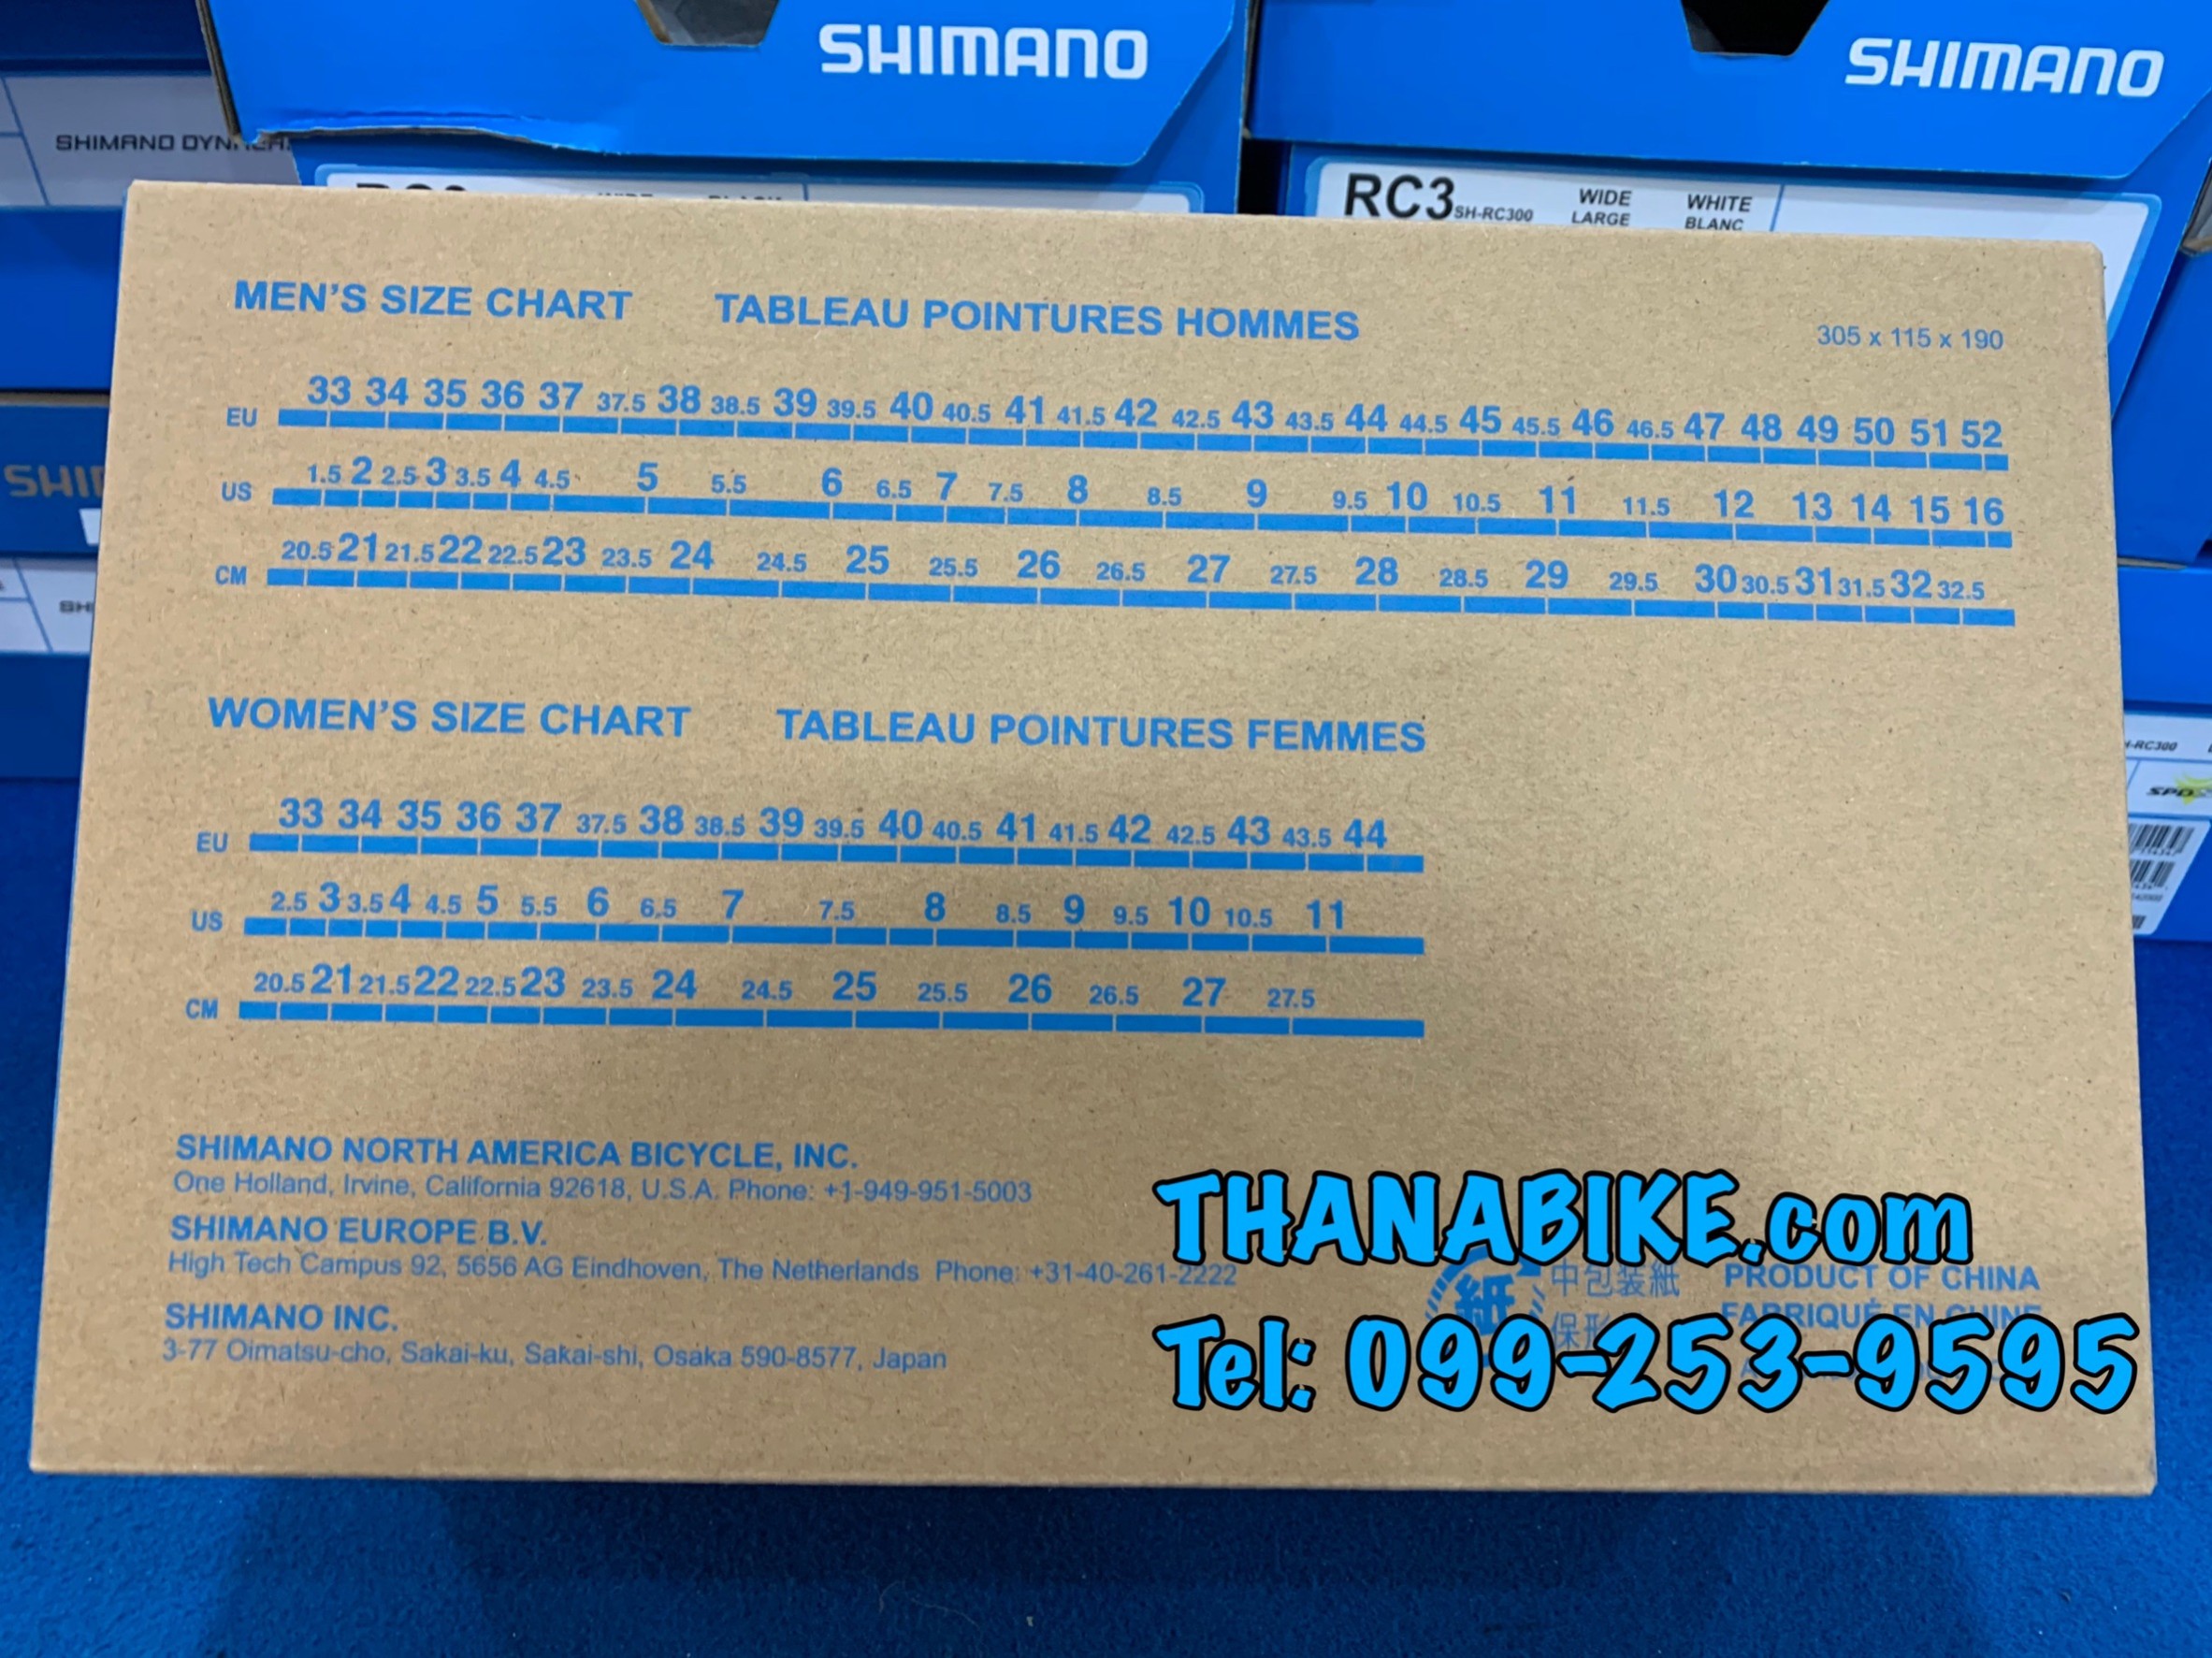 SHIMANO
SHIMANO
SHIMANO
RC3 SH-RC300 WIDE WHITE
LARGE BLANC
MEN'S SIZE CHART TABLEAU POINTURES HOMMES
305 x 115 x 190
EU 33 34 35 36 37 37.5 38 38.5 39 39.5 40 40.5 41 41.5 42 42.5 43 43.5 44 44.5 45 45.5 46 46.5 47 48 49 50 51 52
US 1.5 2 2.5 3 3.5 4 4.5 5 5.5 6 6.5 7 7.5 8 8.5 9 9.5 10 10.5 11 11.5 12 13 14 15 16
CM 20.5 21 21.5 22 22.5 23 23.5 24 24.5 25 25.5 26 26.5 27 27.5 28 28.5 29 29.5 30 30.5 31 31.5 32 32.5
WOMEN'S SIZE CHART TABLEAU POINTURES FEMMES
EU 33 34 35 36 37 37.5 38 38.5 39 39.5 40 40.5 41 41.5 42 42.5 43 43.5 44
US 2.5 3 3.5 4 4.5 5 5.5 6 6.5 7 7.5 8 8.5 9 9.5 10 10.5 11
CM 20.5 21 21.5 22 22.5 23 23.5 24 24.5 25 25.5 26 26.5 27 27.5
SHIMANO NORTH AMERICA BICYCLE, INC.
One Holland, Irvine, California 92618, U.S.A. Phone: +1-949-951-5003
SHIMANO EUROPE B.V.
High Tech Campus 92, 5656 AG Eindhoven, The Netherlands Phone: +31-40-261-2222
SHIMANO INC.
3-77 Oimatsu-cho, Sakai-ku, Sakai-shi, Osaka 590-8577, Japan
THANABIKE.com
紙 中包装紙 PRODUCT OF CHINA
FABRIQUÉ EN CHINE
Tel: 099-253-9595